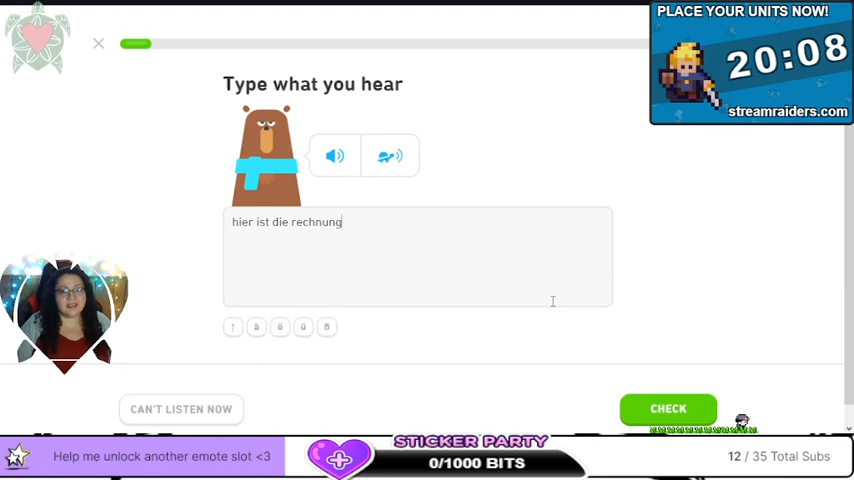 PLACE YOUR UNITS NOW!
20:08
streamraiders.com
Type what you hear
hier ist die rechnung
↑ ä ö ü ß
CAN'T LISTEN NOW
CHECK
Help me unlock another emote slot <3
STICKER PARTY
0/1000 BITS
12 / 35 Total Subs